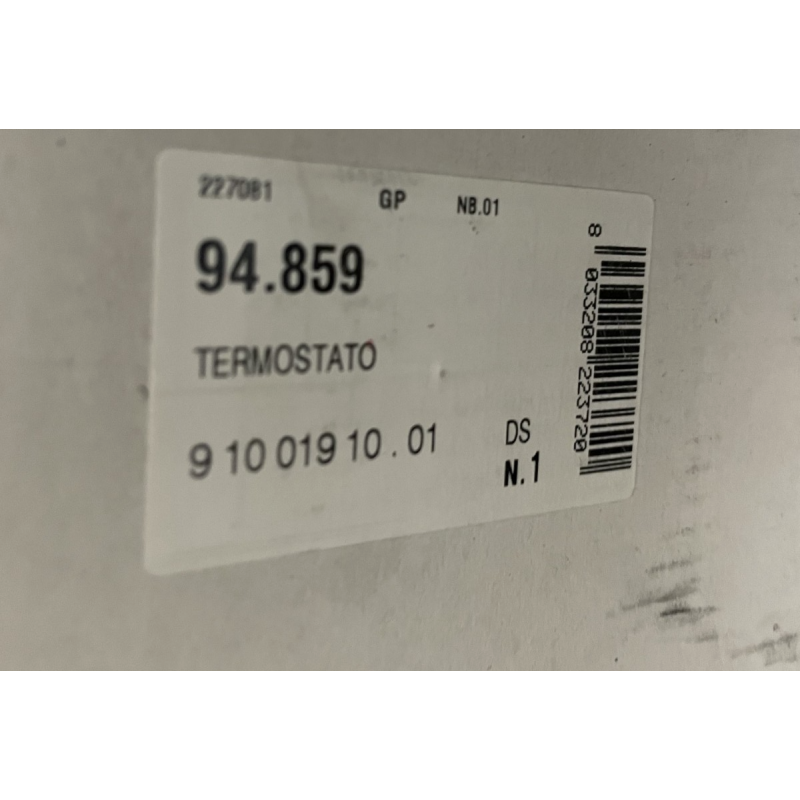 227081 GP NB.01
94.859
TERMOSTATO
9 10 019 10 . 01 DS
N.1
8 033208 223720